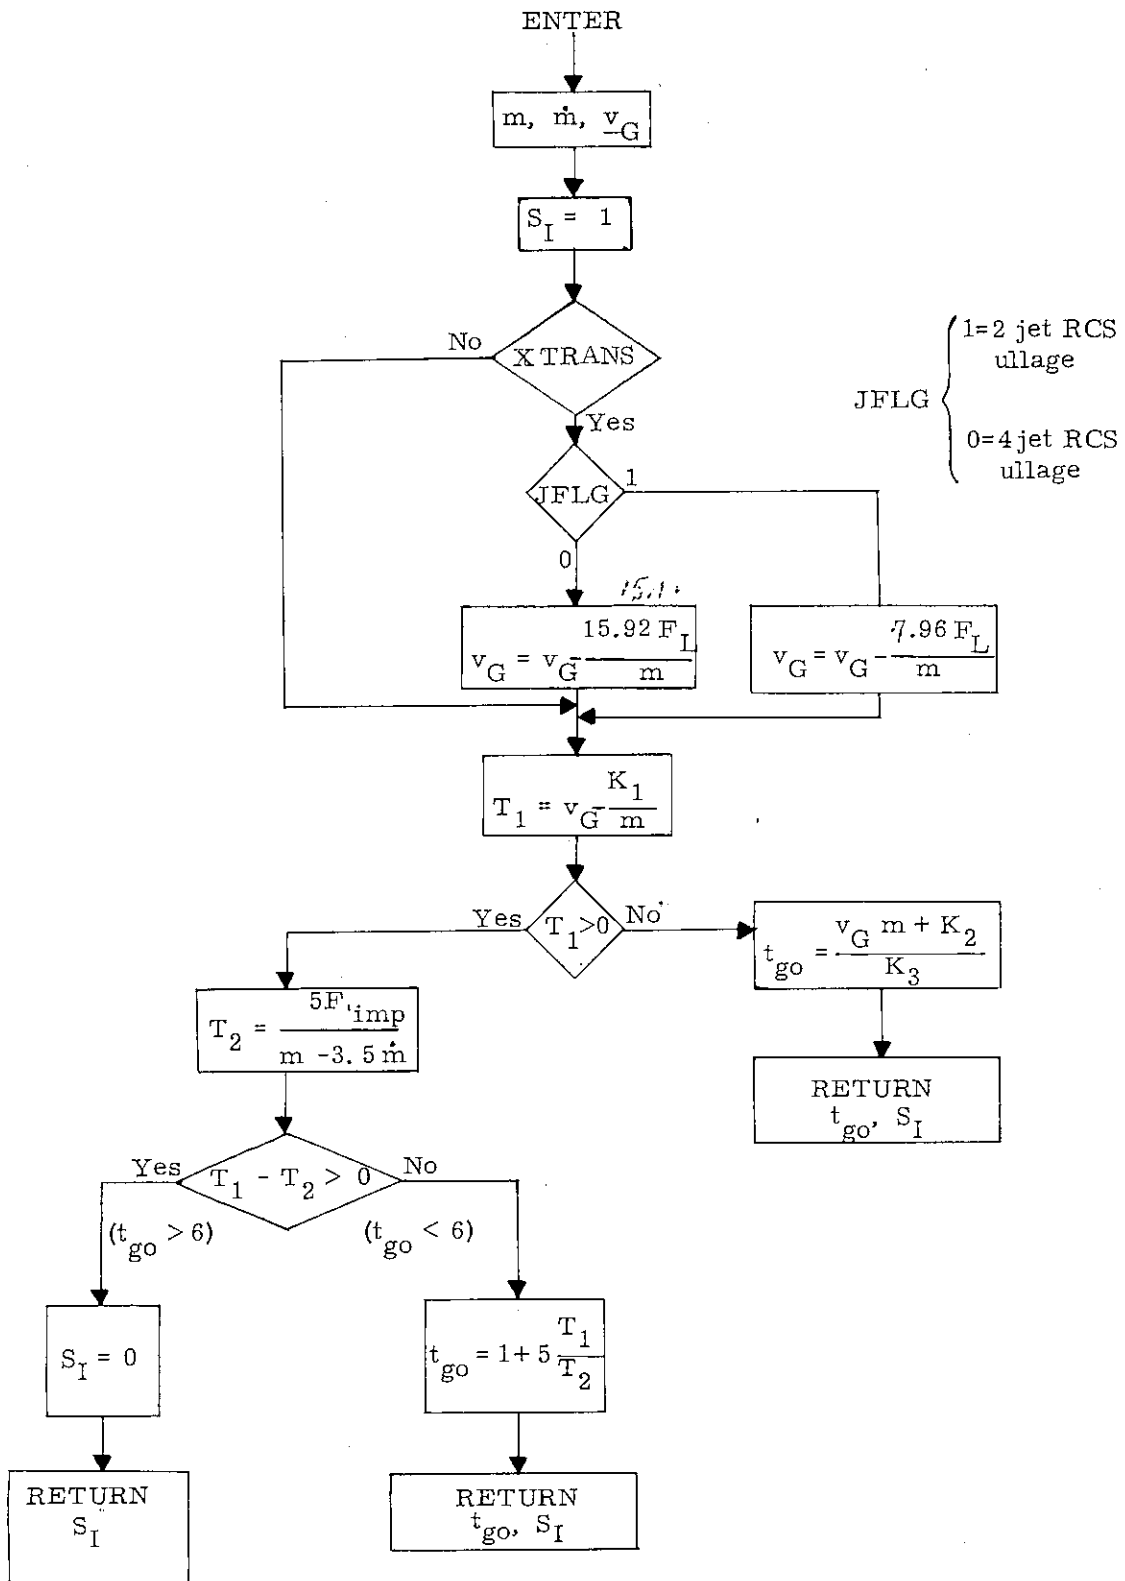 ENTER
m, ṁ, v_G
S_I = 1
No
X TRANS
Yes
JFLG
1
0
JFLG { 1=2 jet RCS
ullage
0=4 jet RCS
ullage
v_G = v_G - 15.92 F_L / m
v_G = v_G - 7.96 F_L / m
T_1 = v_G - K_1 / m
Yes
T_1 >0
No
t_go = v_G m + K_2 / K_3
RETURN
t_go, S_I
T_2 = 5F_imp / m - 3.5 ṁ
Yes
T_1 - T_2 > 0
No
(t_go > 6)
(t_go < 6)
S_I = 0
t_go = 1 + 5 T_1 / T_2
RETURN
S_I
RETURN
t_go, S_I